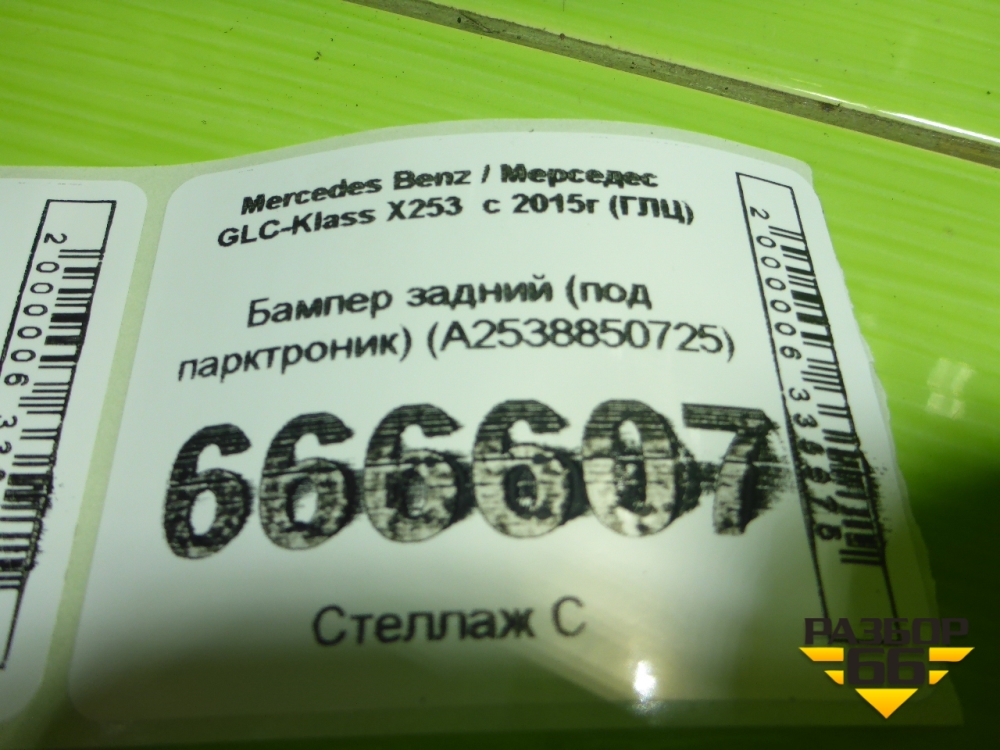 Mercedes Benz / Мерседес
GLC-Klass X253 с 2015г (ГЛЦ)
Бампер задний (под
парктроник) (A2538850725)
666607
Стеллаж С
РАЗБОР
66